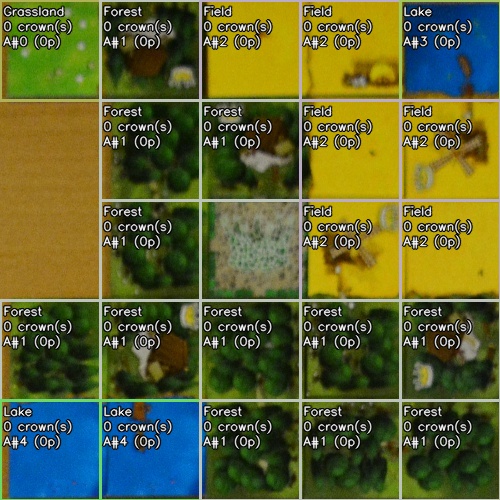 Grassland
0 crown(s)
A#0 (0p)
Forest
0 crown(s)
A#1 (0p)
Field
0 crown(s)
A#2 (0p)
Field
0 crown(s)
A#2 (0p)
Lake
0 crown(s)
A#3 (0p)
Forest
0 crown(s)
A#1 (0p)
Forest
0 crown(s)
A#1 (0p)
Field
0 crown(s)
A#2 (0p)
Field
0 crown(s)
A#2 (0p)
Forest
0 crown(s)
A#1 (0p)
Field
0 crown(s)
A#2 (0p)
Field
0 crown(s)
A#2 (0p)
Forest
0 crown(s)
A#1 (0p)
Forest
0 crown(s)
A#1 (0p)
Forest
0 crown(s)
A#1 (0p)
Forest
0 crown(s)
A#1 (0p)
Forest
0 crown(s)
A#1 (0p)
Lake
0 crown(s)
A#4 (0p)
Lake
0 crown(s)
A#4 (0p)
Forest
0 crown(s)
A#1 (0p)
Forest
0 crown(s)
A#1 (0p)
Forest
0 crown(s)
A#1 (0p)